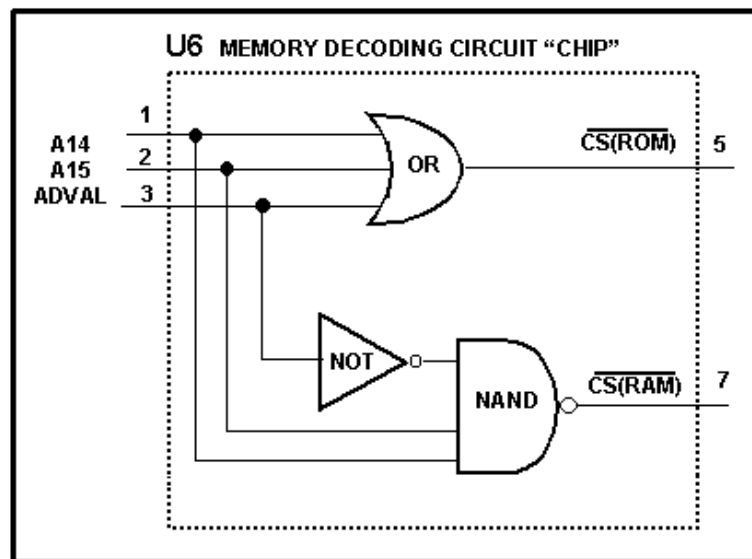 U6 MEMORY DECODING CIRCUIT “CHIP”
1
A14
2
A15
3
ADVAL
OR
CS(ROM)
5
NOT
NAND
CS(RAM)
7